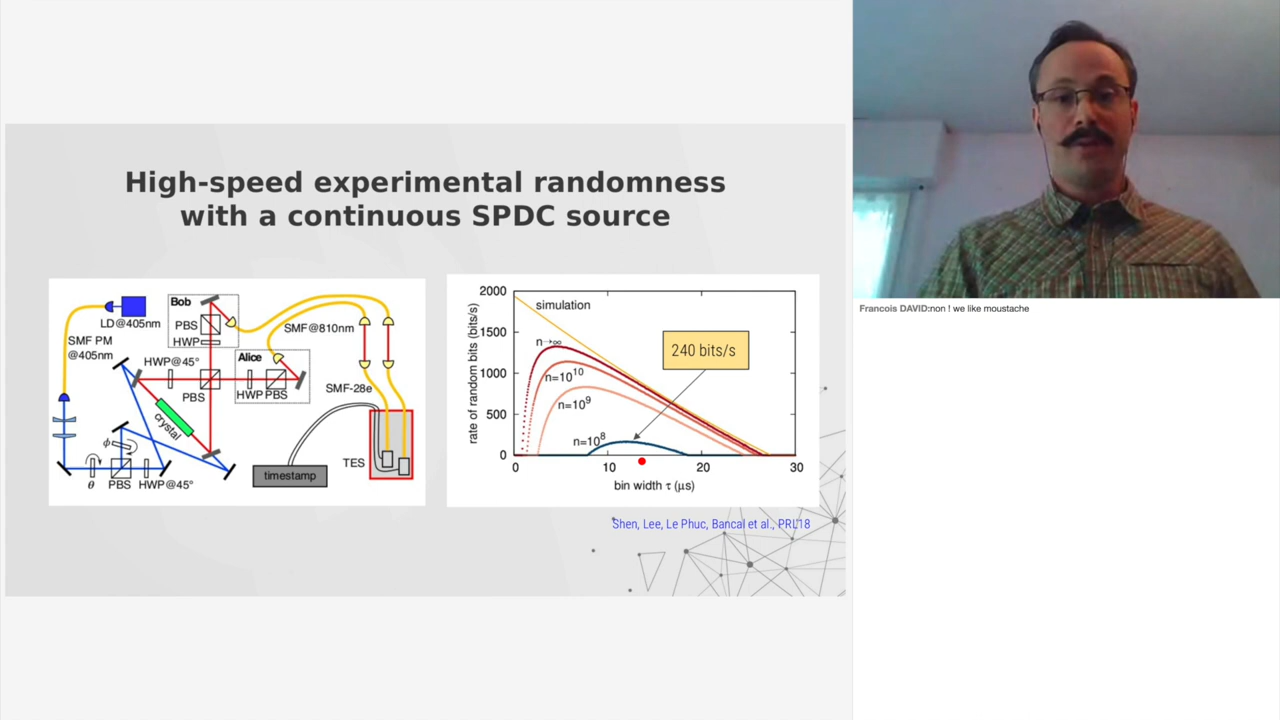 High-speed experimental randomness
with a continuous SPDC source
LD@405nm
SMF PM
@405nm
Bob
PBS
HWP
SMF@810nm
Alice
HWP PBS
HWP@45°
PBS
crystal
SMF-28e
TES
timestamp
ϕ
θ
PBS
HWP@45°
rate of random bits (bits/s)
2000
1500
1000
500
0
simulation
n→∞
n=10¹⁰
n=10⁹
n=10⁸
240 bits/s
0
10
20
30
bin width τ (μs)
Shen, Lee, Le Phuc, Bancal et al., PRL'18
Francois DAVID:non ! we like moustache